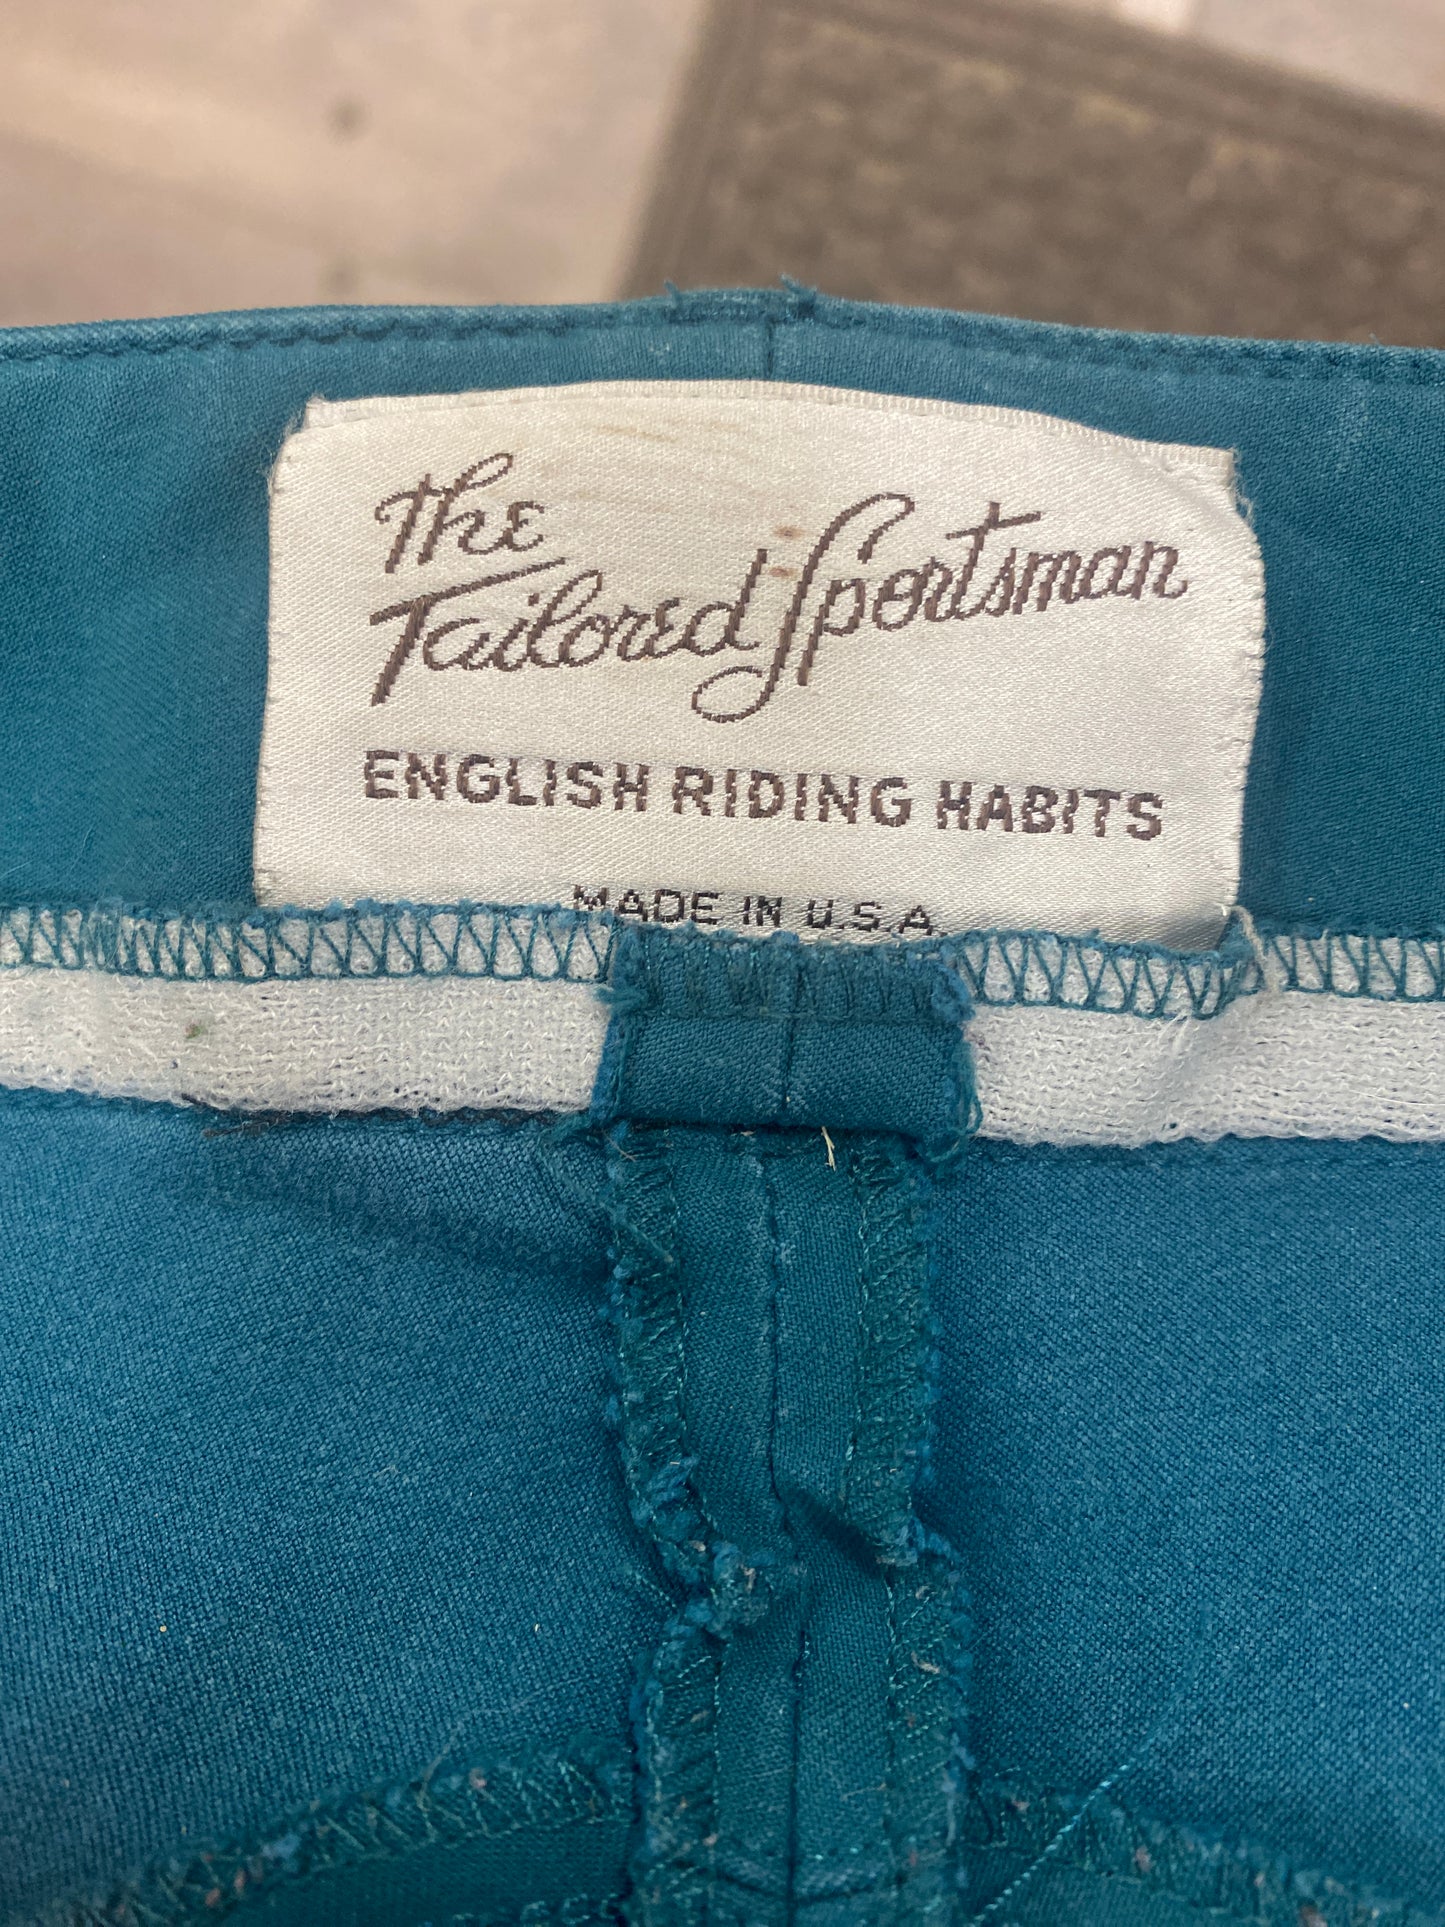 The
Tailored Sportsman
ENGLISH RIDING HABITS
MADE IN U.S.A.